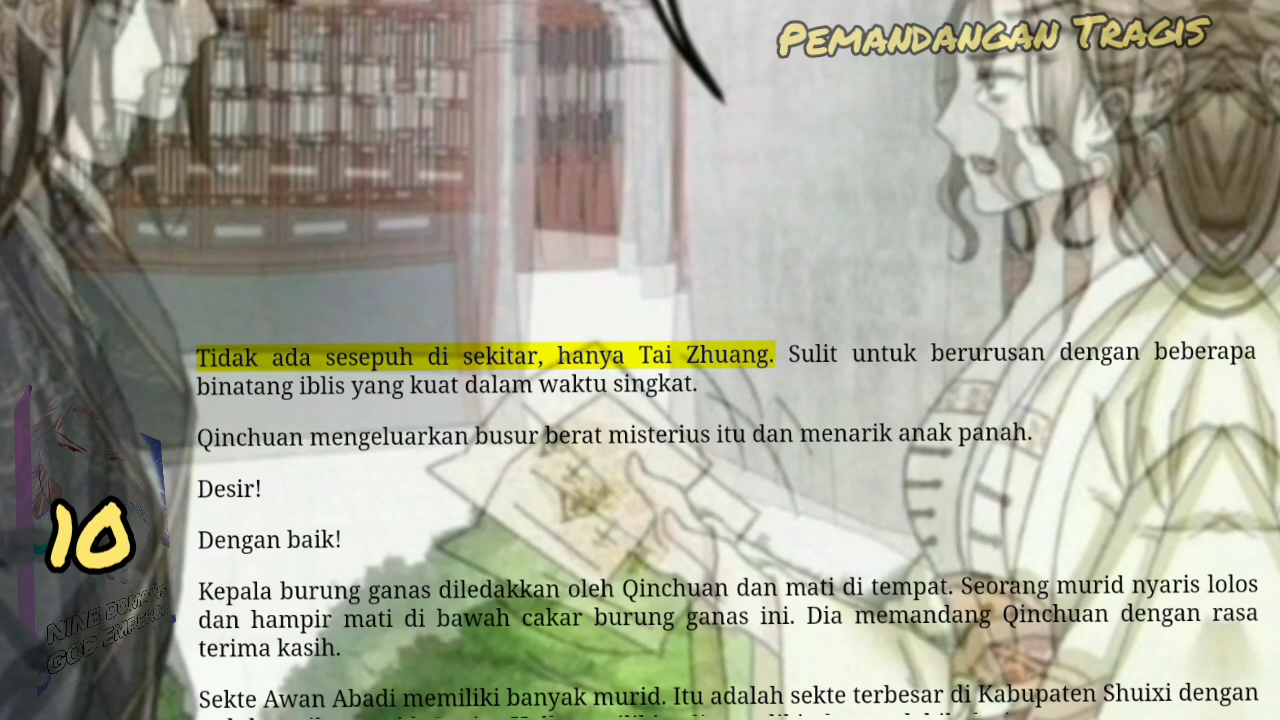 Pemandangan Tragis
Tidak ada sesepuh di sekitar, hanya Tai Zhuang. Sulit untuk berurusan dengan beberapa
binatang iblis yang kuat dalam waktu singkat.
Qinchuan mengeluarkan busur berat misterius itu dan menarik anak panah.
Desir!
Dengan baik!
Kepala burung ganas diledakkan oleh Qinchuan dan mati di tempat. Seorang murid nyaris lolos
dan hampir mati di bawah cakar burung ganas ini. Dia memandang Qinchuan dengan rasa
terima kasih.
10
NINE
GOD
Sekte Awan Abadi memiliki banyak murid. Itu adalah sekte terbesar di Kabupaten Shuixi dengan